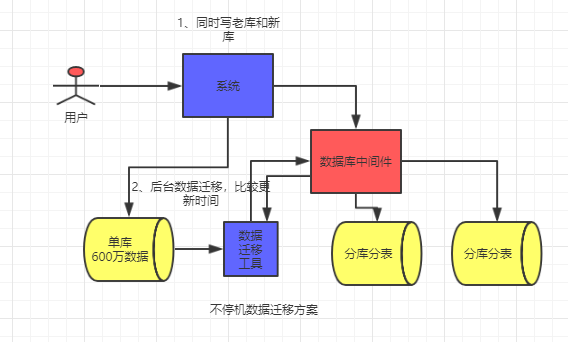 1、同时写老库和新
库
系统
用户
数据库中间件
2、后台数据迁移，比较更
新时间
单库
600万数据
数据
迁移
工具
分库分表
分库分表
不停机数据迁移方案